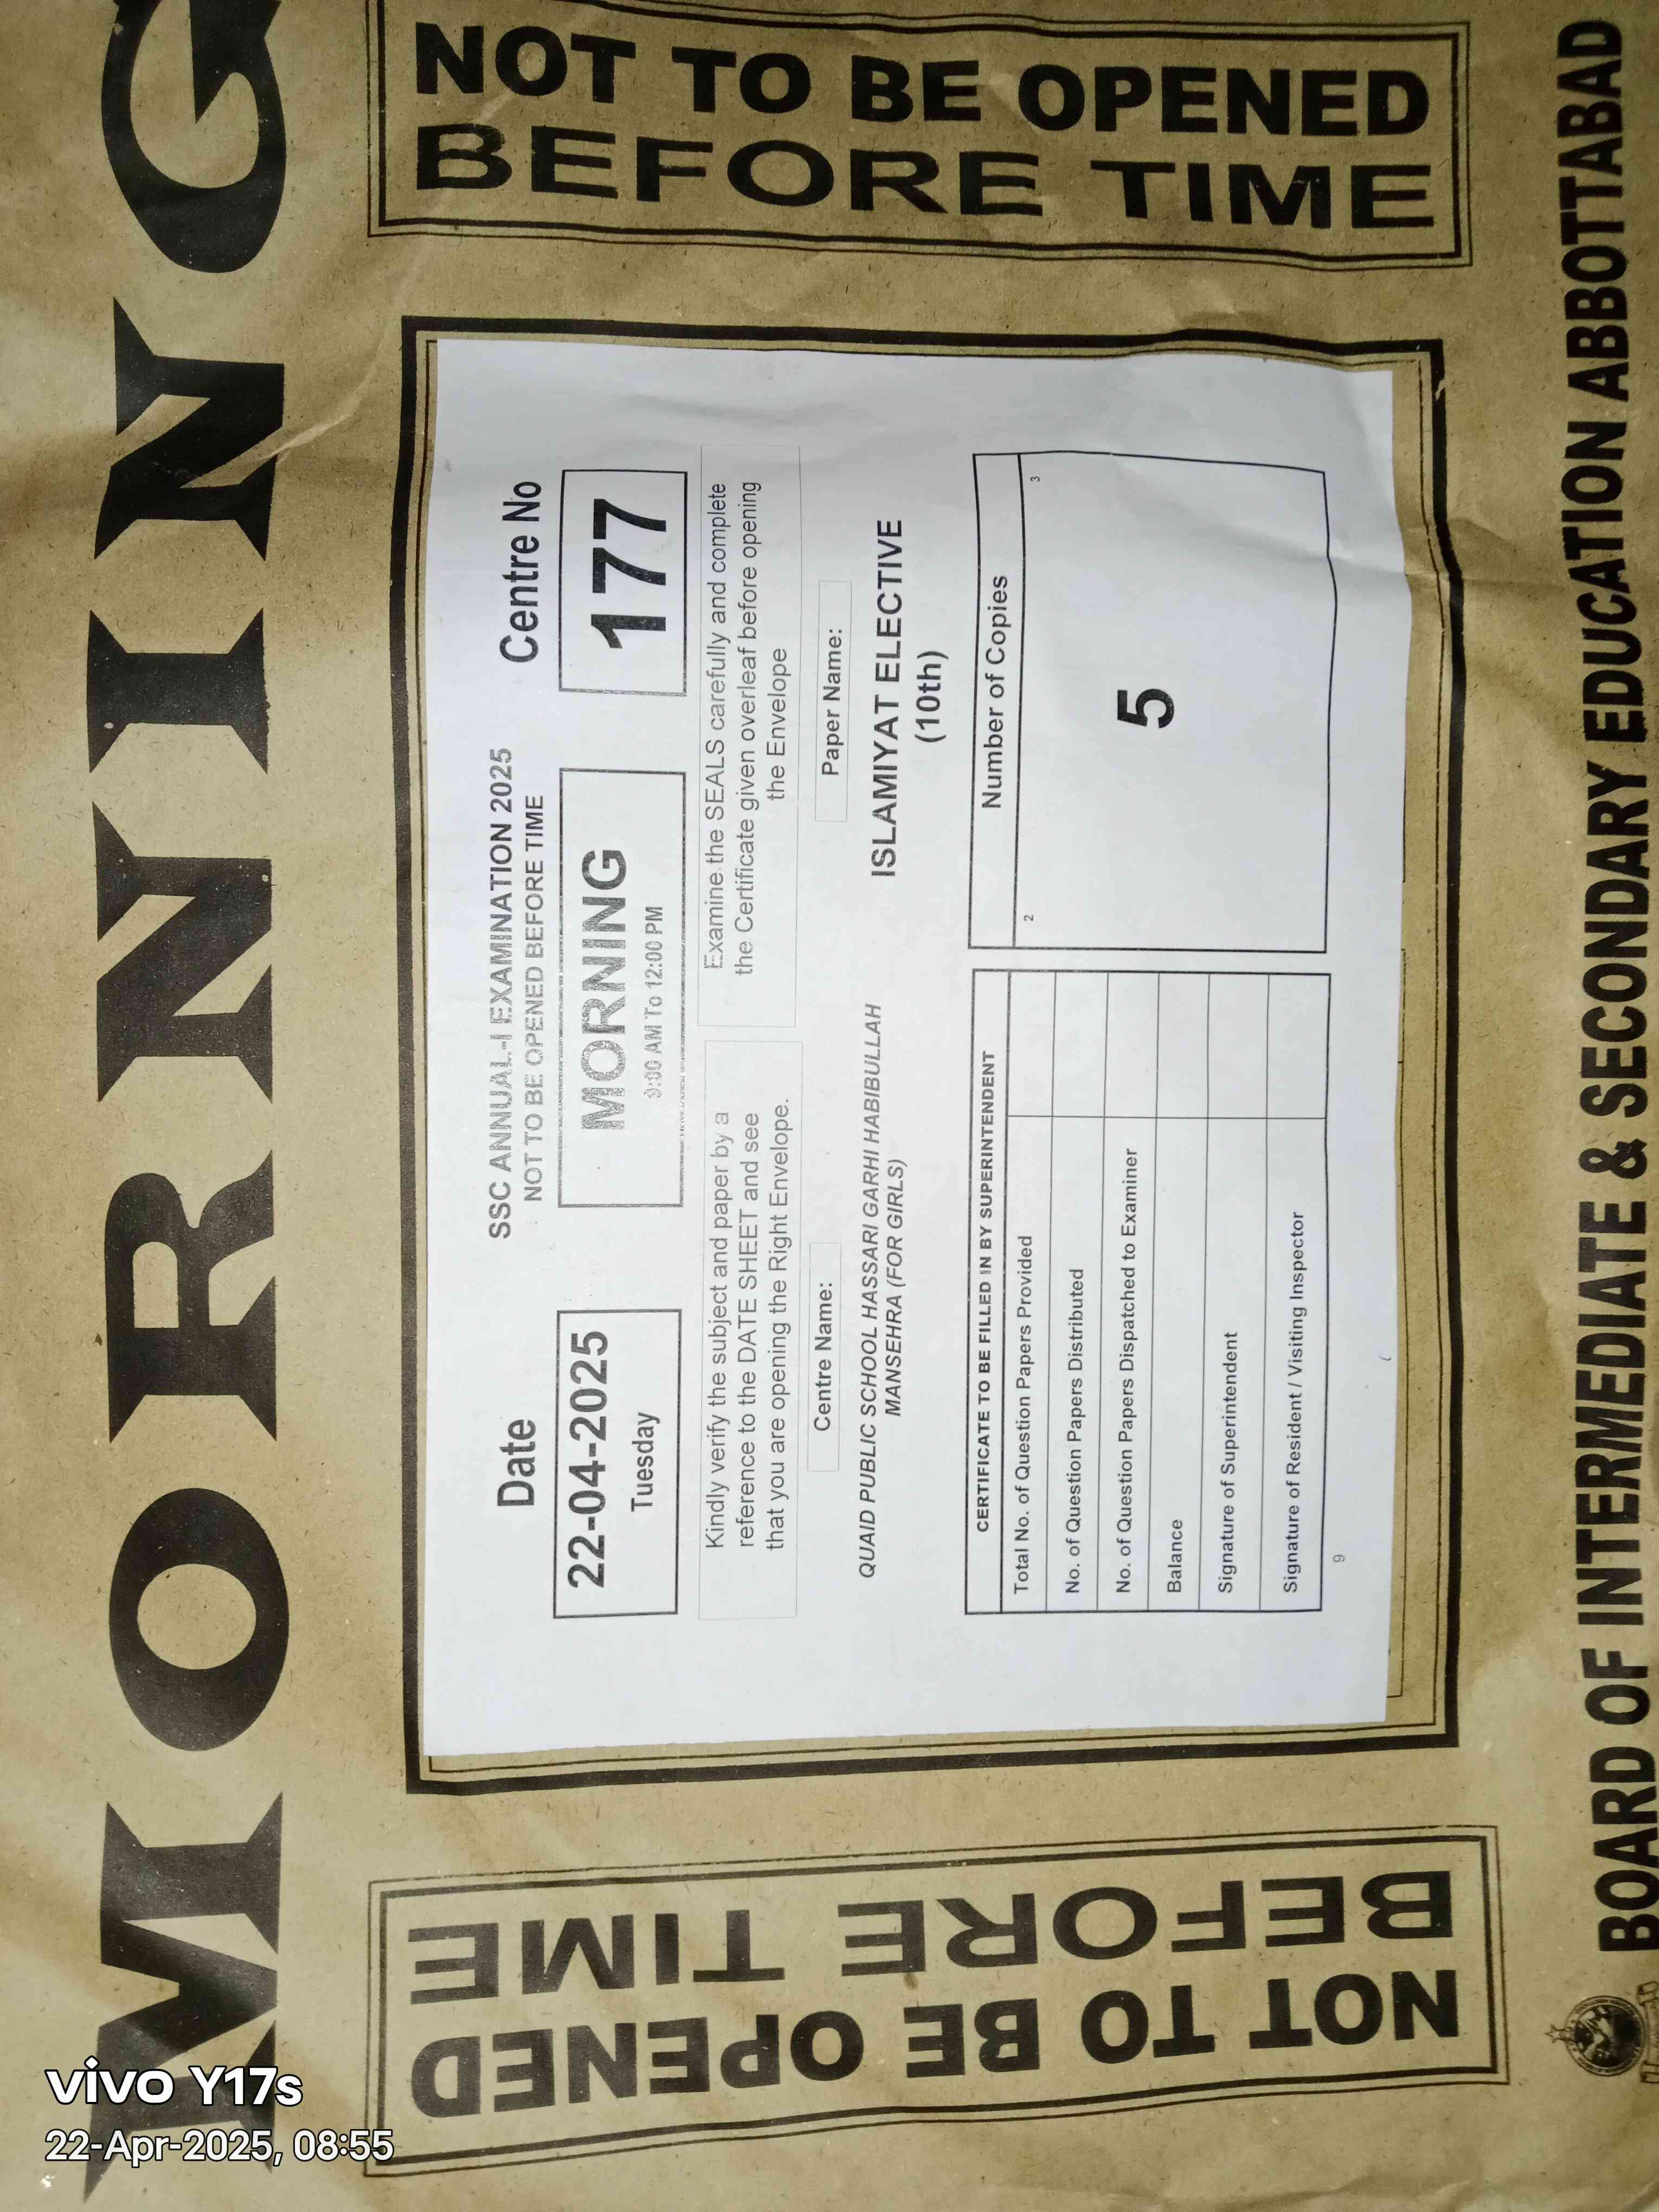 MORNING
NOT TO BE OPENED
BEFORE TIME
SSC ANNUAL-I EXAMINATION 2025
NOT TO BE OPENED BEFORE TIME
Date
Centre No
22-04-2025
Tuesday
MORNING
9:00 AM To 12:00 PM
177
Kindly verify the subject and paper by a
reference to the DATE SHEET and see
that you are opening the Right Envelope.
Examine the SEALS carefully and complete
the Certificate given overleaf before opening
the Envelope
Centre Name:
QUAID PUBLIC SCHOOL HASSARI GARHI HABIBULLAH
MANSEHRA (FOR GIRLS)
Paper Name:
ISLAMIYAT ELECTIVE
(10th)
CERTIFICATE TO BE FILLED IN BY SUPERINTENDENT
Total No. of Question Papers Provided
No. of Question Papers Distributed
No. of Question Papers Dispatched to Examiner
Balance
Signature of Superintendent
Signature of Resident / Visiting Inspector
Number of Copies
2
3
5
9
NOT TO BE OPENED
BEFORE TIME
BOARD OF INTERMEDIATE & SECONDARY EDUCATION ABBOTTABAD
vivo Y17s
22-Apr-2025, 08:55